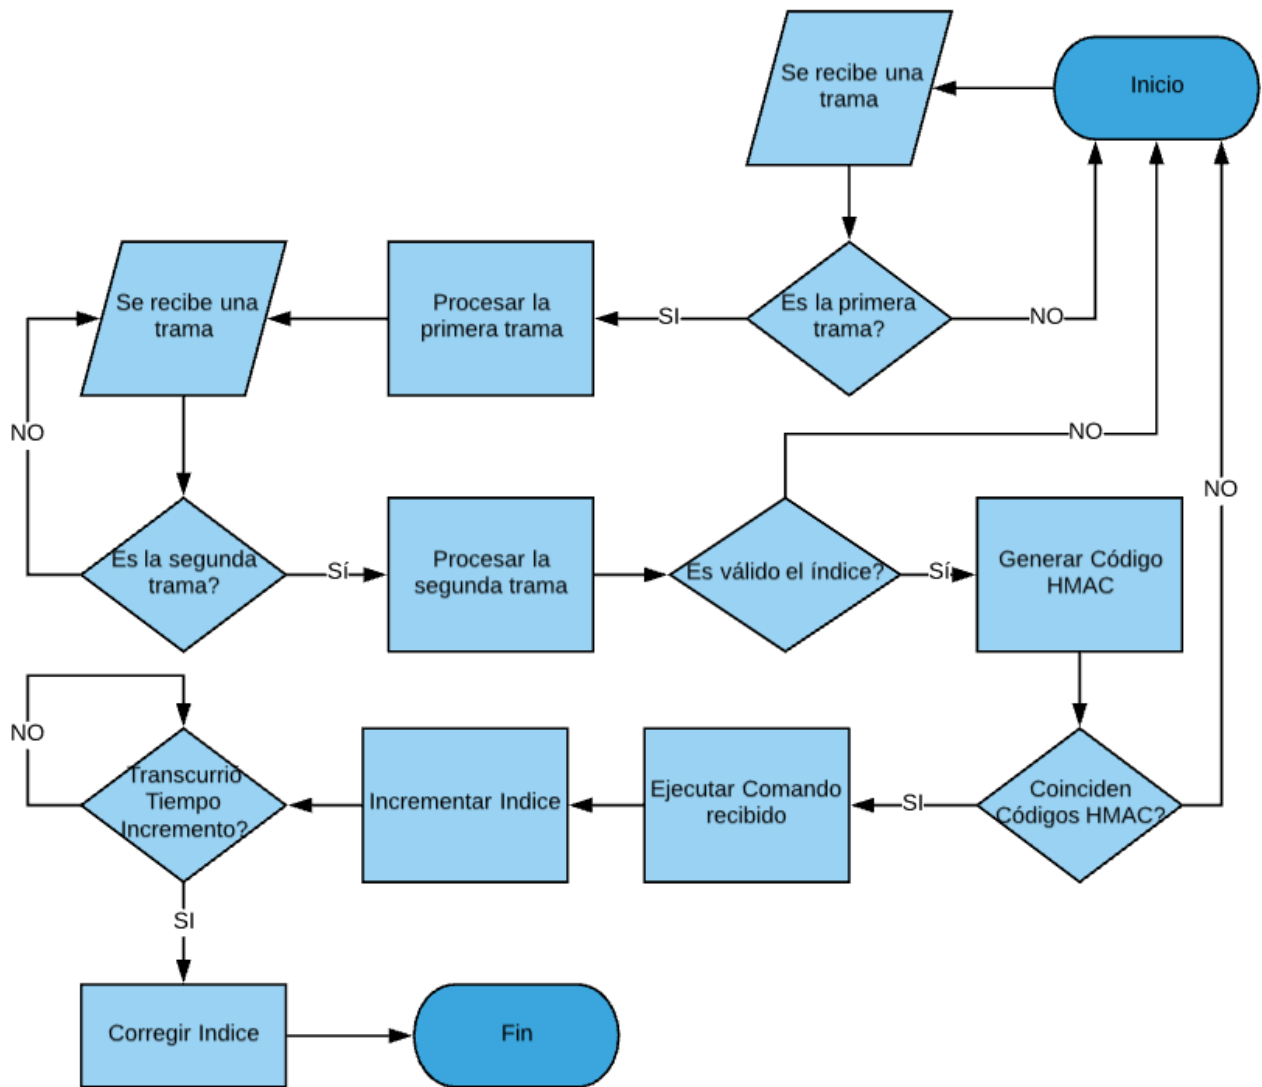 Se recibe una
trama
Inicio
Es la primera
trama?
SI
NO
Procesar la
primera trama
Se recibe una
trama
NO
Es la segunda
trama?
Sí
Procesar la
segunda trama
Es válido el índice?
NO
Sí
Generar Código
HMAC
NO
Coinciden
Códigos HMAC?
SI
Ejecutar Comando
recibido
Incrementar Indice
Transcurrió
Tiempo
Incremento?
NO
SI
Corregir Indice
Fin